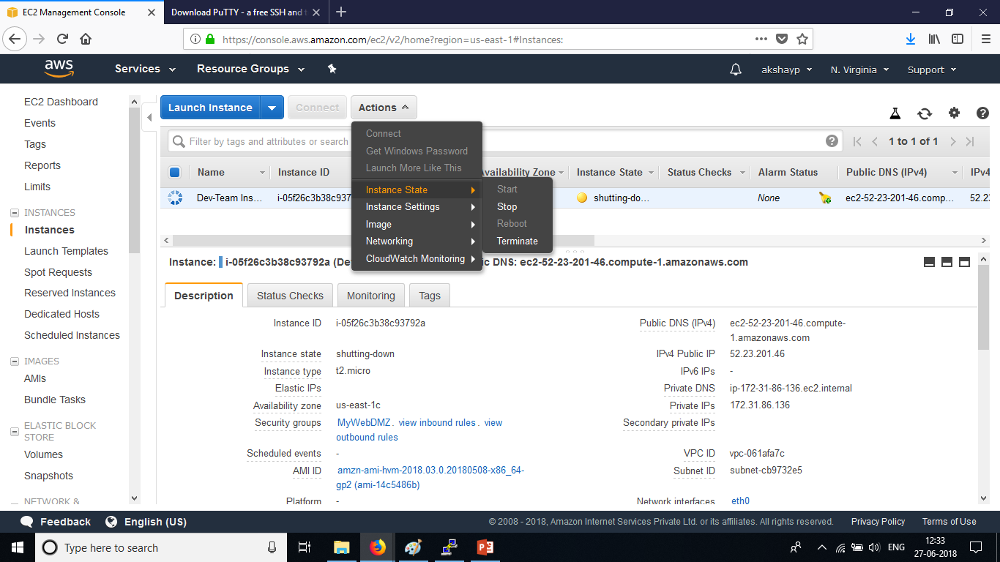 EC2 Management Console
Download PuTTY - a free SSH and t
https://console.aws.amazon.com/ec2/v2/home?region=us-east-1#Instances:
aws
Services
Resource Groups
akshayp
N. Virginia
Support
EC2 Dashboard
Events
Tags
Reports
Limits
INSTANCES
Instances
Launch Templates
Spot Requests
Reserved Instances
Dedicated Hosts
Scheduled Instances
IMAGES
AMIs
Bundle Tasks
ELASTIC BLOCK
STORE
Volumes
Snapshots
NETWORK &
Launch Instance
Connect
Actions
Filter by tags and attributes or search
1 to 1 of 1
Connect
Get Windows Password
Launch More Like This
Instance State
Instance Settings
Image
Networking
CloudWatch Monitoring
Start
Stop
Reboot
Terminate
Name
Instance ID
Availability Zone
Instance State
Status Checks
Alarm Status
Public DNS (IPv4)
IPv4
Dev-Team Ins...
i-05f26c3b38c937
shutting-do...
None
ec2-52-23-201-46.comp...
52.23
Instance:
i-05f26c3b38c93792a (De
ic DNS: ec2-52-23-201-46.compute-1.amazonaws.com
Description
Status Checks
Monitoring
Tags
Instance ID
i-05f26c3b38c93792a
Instance state
shutting-down
Instance type
t2.micro
Elastic IPs
Availability zone
us-east-1c
Security groups
MyWebDMZ . view inbound rules . view
outbound rules
Scheduled events
-
AMI ID
amzn-ami-hvm-2018.03.0.20180508-x86_64-
gp2 (ami-14c5486b)
Platform
-
Public DNS (IPv4)
ec2-52-23-201-46.compute-
1.amazonaws.com
IPv4 Public IP
52.23.201.46
IPv6 IPs
-
Private DNS
ip-172-31-86-136.ec2.internal
Private IPs
172.31.86.136
Secondary private IPs
VPC ID
vpc-061afa7c
Subnet ID
subnet-cb9732e5
Network interfaces
eth0
Feedback
English (US)
© 2008 - 2018, Amazon Internet Services Private Ltd. or its affiliates. All rights reserved.
Privacy Policy
Terms of Use
Type here to search
ENG
12:33
27-06-2018